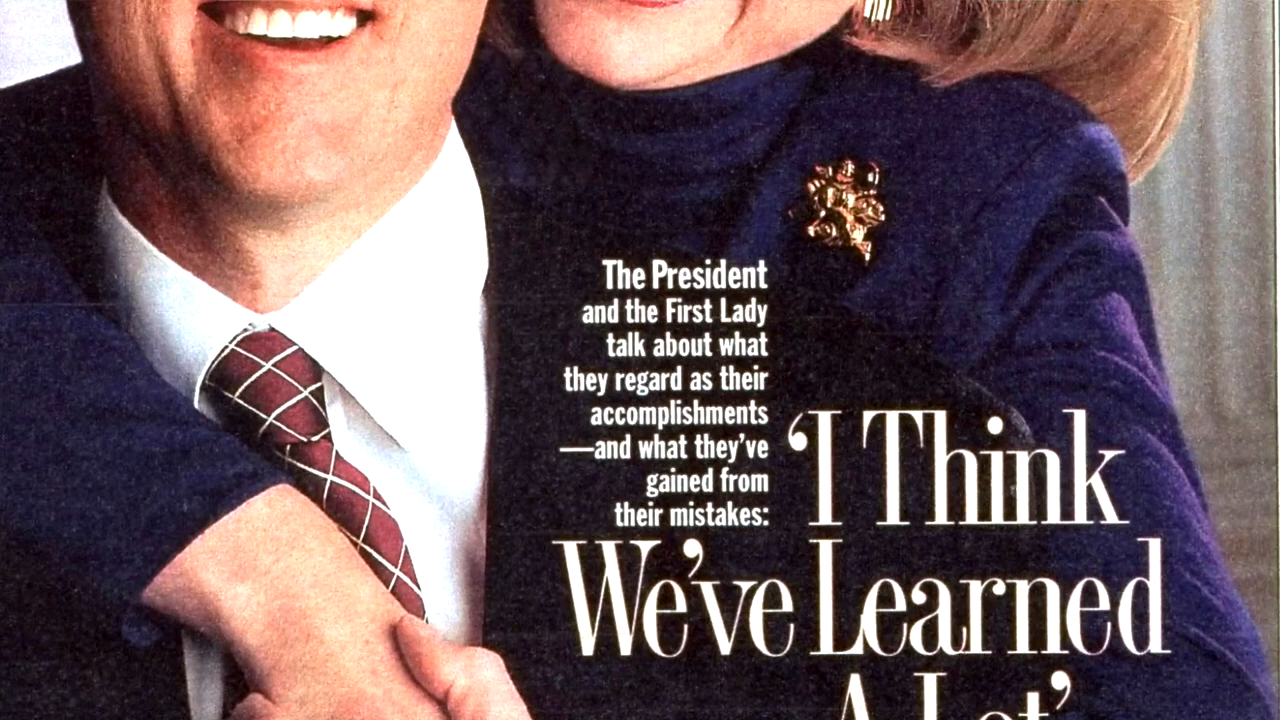 The President
and the First Lady
talk about what
they regard as their
accomplishments
—and what they've
gained from
their mistakes:
‘I Think
We’ve Learned
A Lot’